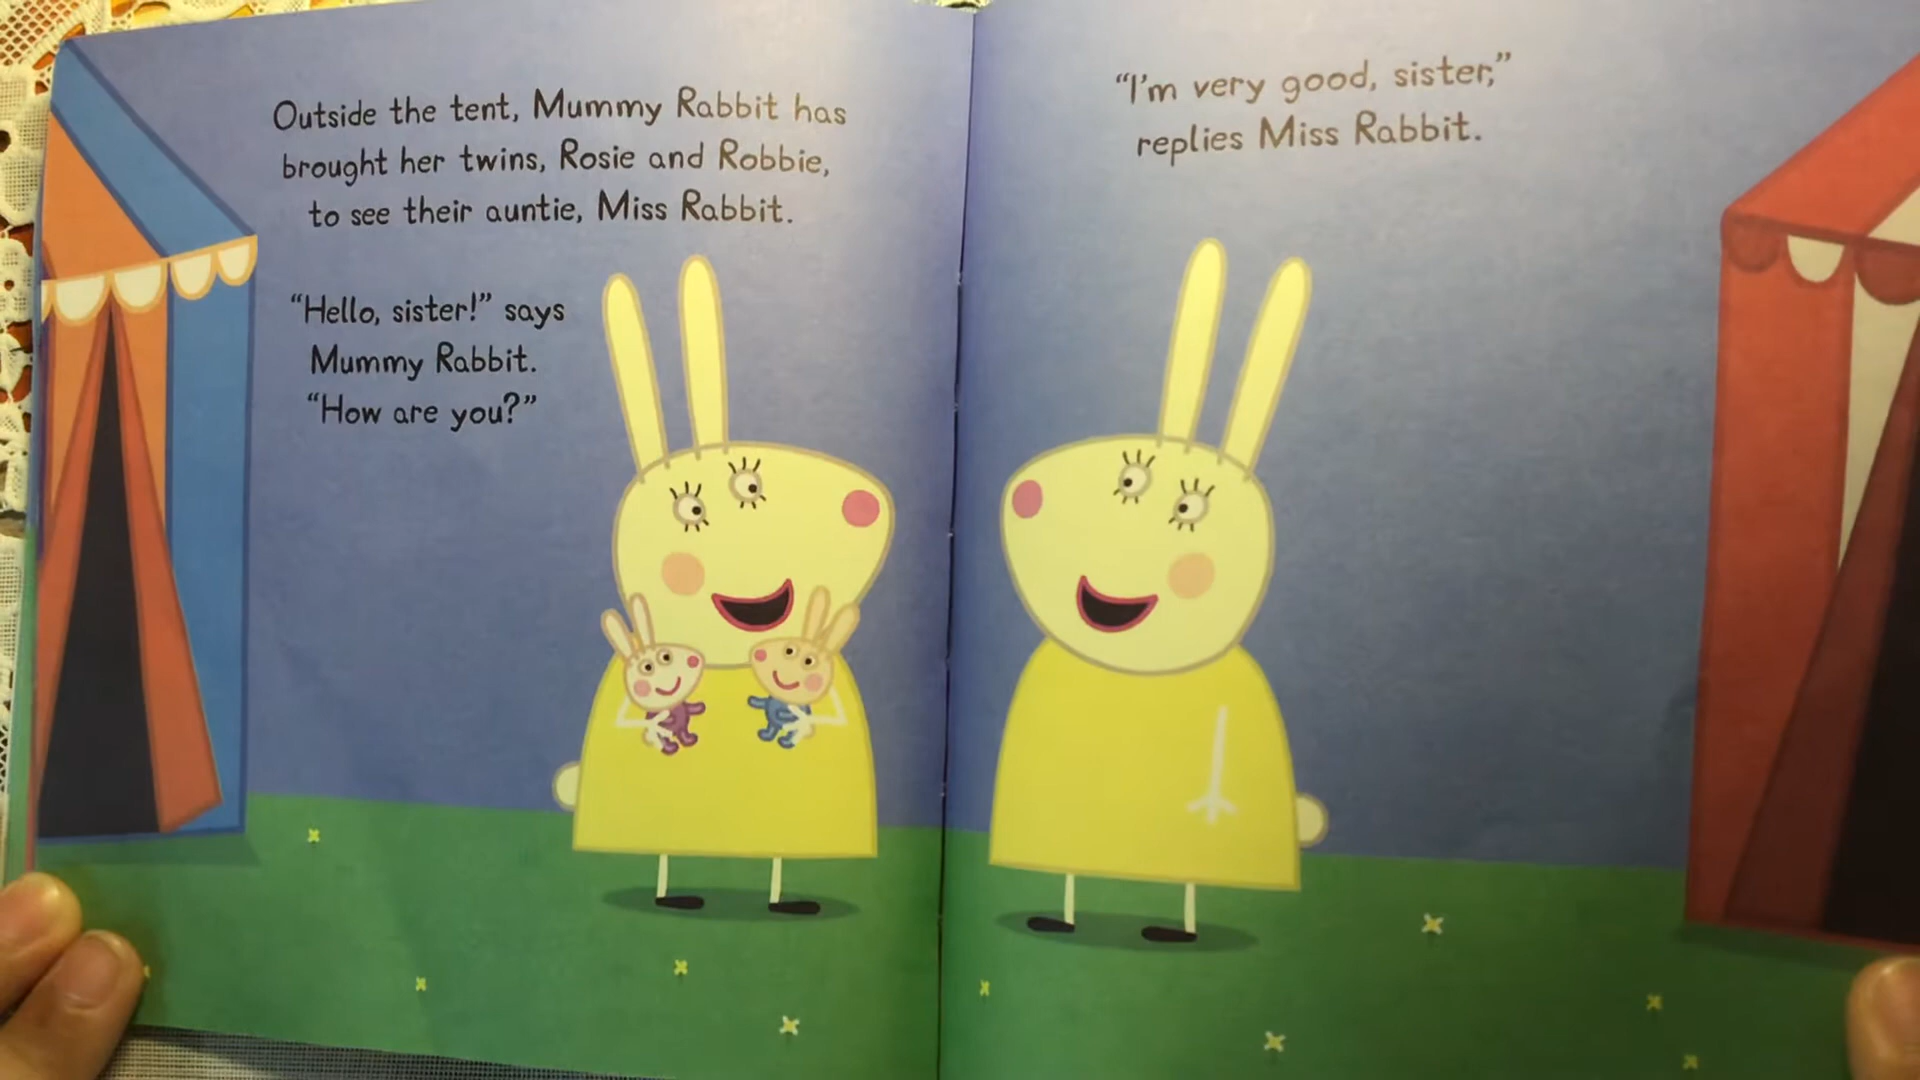 Outside the tent, Mummy Rabbit has
brought her twins, Rosie and Robbie,
to see their auntie, Miss Rabbit.
“Hello, sister!” says
Mummy Rabbit.
“How are you?”
“I’m very good, sister,”
replies Miss Rabbit.